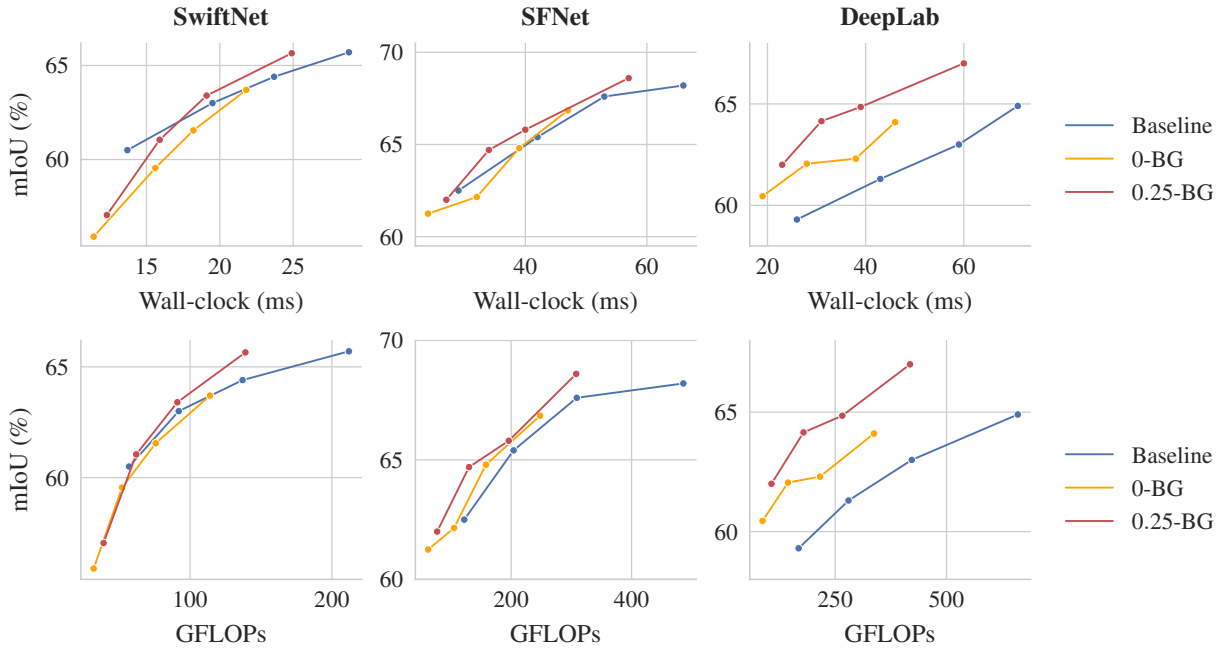 SwiftNet SFNet DeepLab
mIoU (%)
65
60
15 20 25
Wall-clock (ms)
70
65
60
40 60
Wall-clock (ms)
65
60
20 40 60
Wall-clock (ms)
Baseline
0-BG
0.25-BG
mIoU (%)
65
60
100 200
GFLOPs
70
65
60
200 400
GFLOPs
65
60
250 500
GFLOPs
Baseline
0-BG
0.25-BG